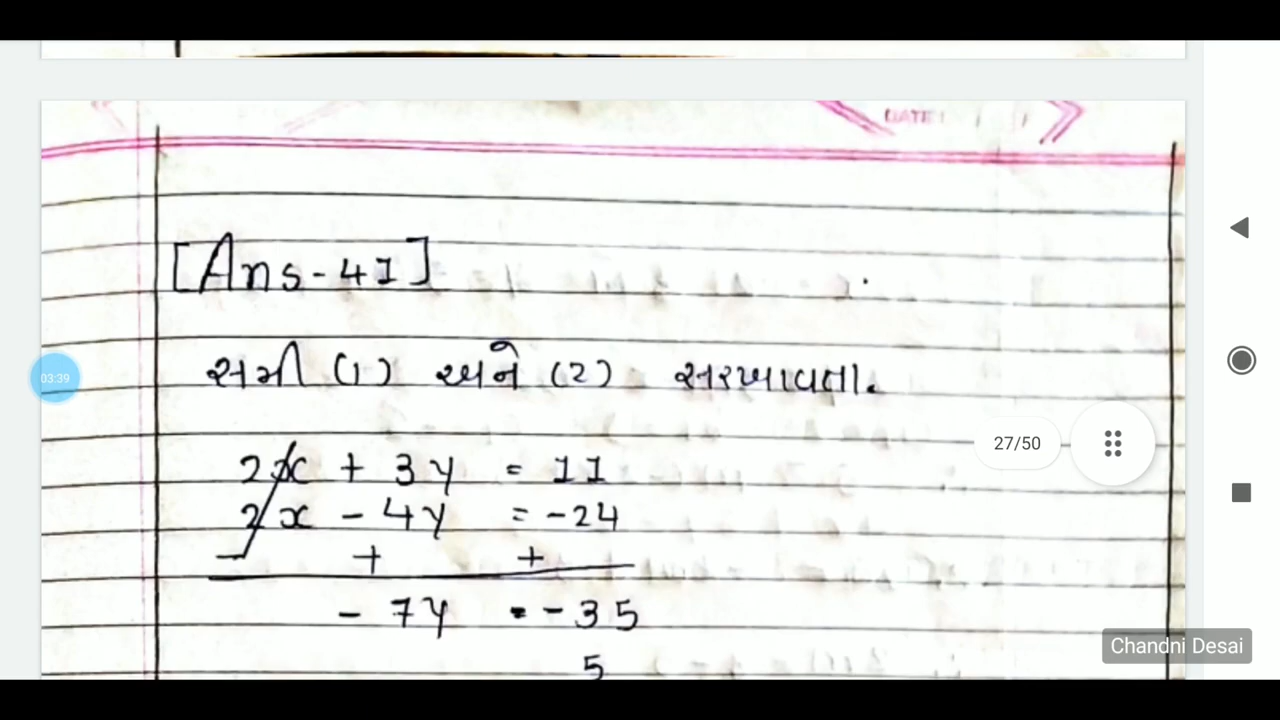 DATE:
[Ans-41]
03:39
સમી (1) અને (2) સરખાવતા.
2x + 3y = 11
27/50
2x - 4y = -24
- + +
- 7y = -35
Chandni Desai
5